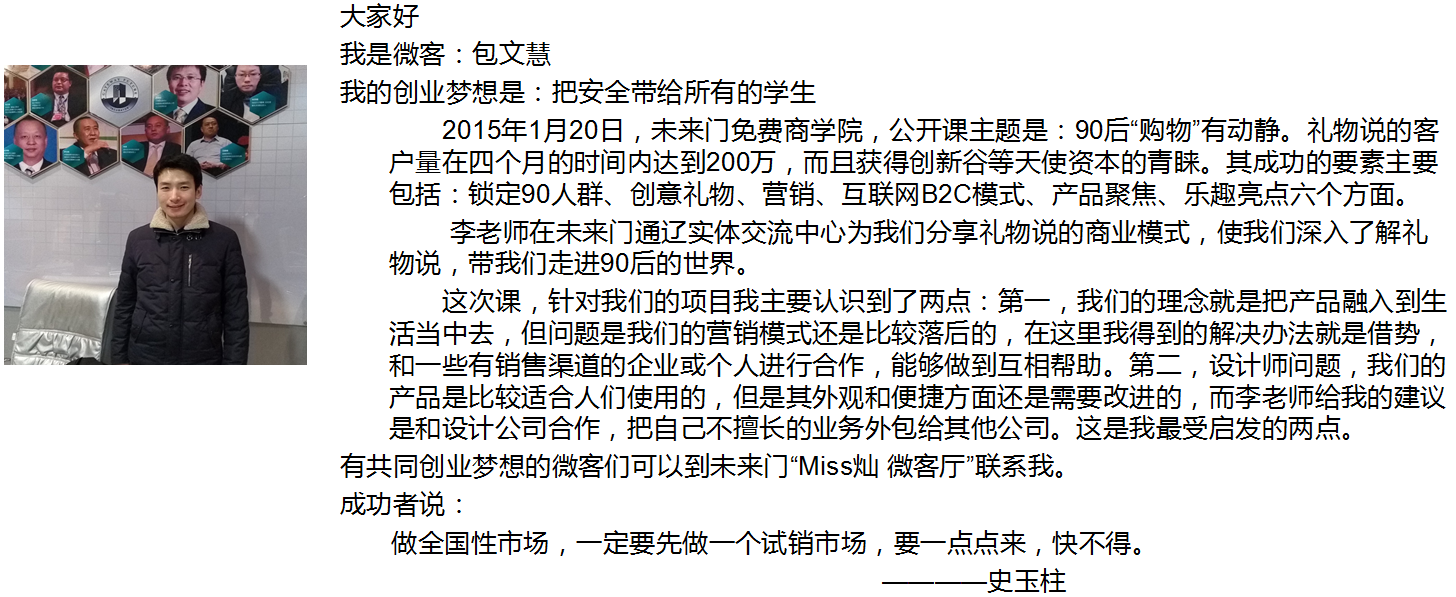 大家好
我是微客：包文慧
我的创业梦想是：把安全带给所有的学生
2015年1月20日，未来门免费商学院，公开课主题是：90后“购物”有动静。礼物说的客
户量在四个月的时间内达到200万，而且获得创新谷等天使资本的青睐。其成功的要素主要
包括：锁定90人群、创意礼物、营销、互联网B2C模式、产品聚焦、乐趣亮点六个方面。
李老师在未来门通辽实体交流中心为我们分享礼物说的商业模式，使我们深入了解礼
物说，带我们走进90后的世界。
这次课，针对我们的项目我主要认识到了两点：第一，我们的理念就是把产品融入到生
活当中去，但问题是我们的营销模式还是比较落后的，在这里我得到的解决办法就是借势，
和一些有销售渠道的企业或个人进行合作，能够做到互相帮助。第二，设计师问题，我们的
产品是比较适合人们使用的，但是其外观和便捷方面还是需要改进的，而李老师给我的建议
是和设计公司合作，把自己不擅长的业务外包给其他公司。这是我最受启发的两点。
有共同创业梦想的微客们可以到未来门“Miss灿 微客厅”联系我。
成功者说：
做全国性市场，一定要先做一个试销市场，要一点点来，快不得。
————史玉柱